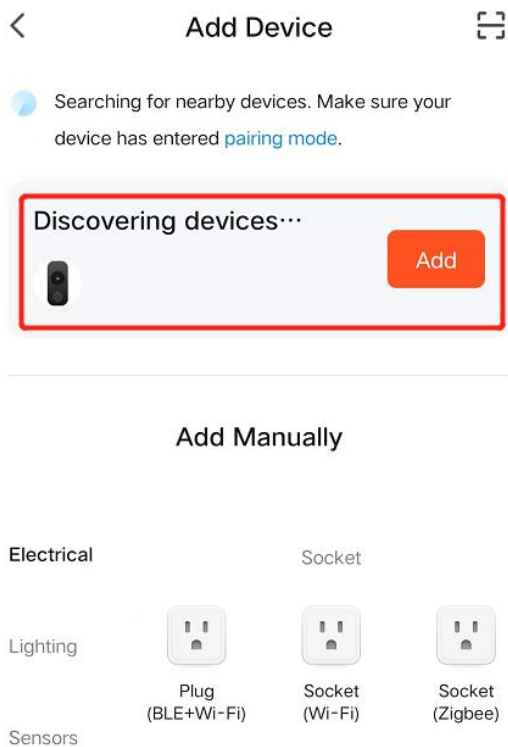 Add Device
Searching for nearby devices. Make sure your
device has entered pairing mode.
Discovering devices···
Add
Add Manually
Electrical
Socket
Lighting
Plug
(BLE+Wi-Fi)
Socket
(Wi-Fi)
Socket
(Zigbee)
Sensors